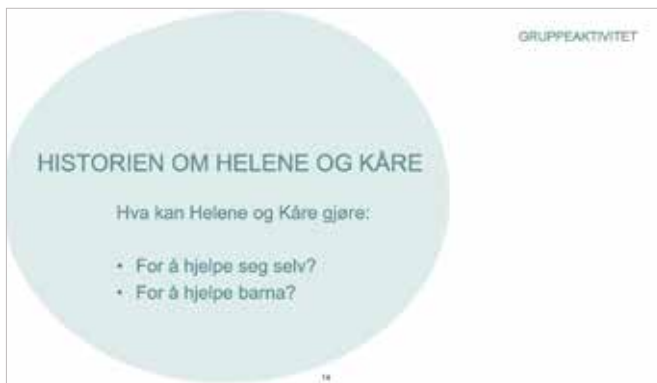 GRUPPEAKTIVITET
HISTORIEN OM HELENE OG KÅRE
Hva kan Helene og Kåre gjøre:
• For å hjelpe seg selv?
• For å hjelpe barna?